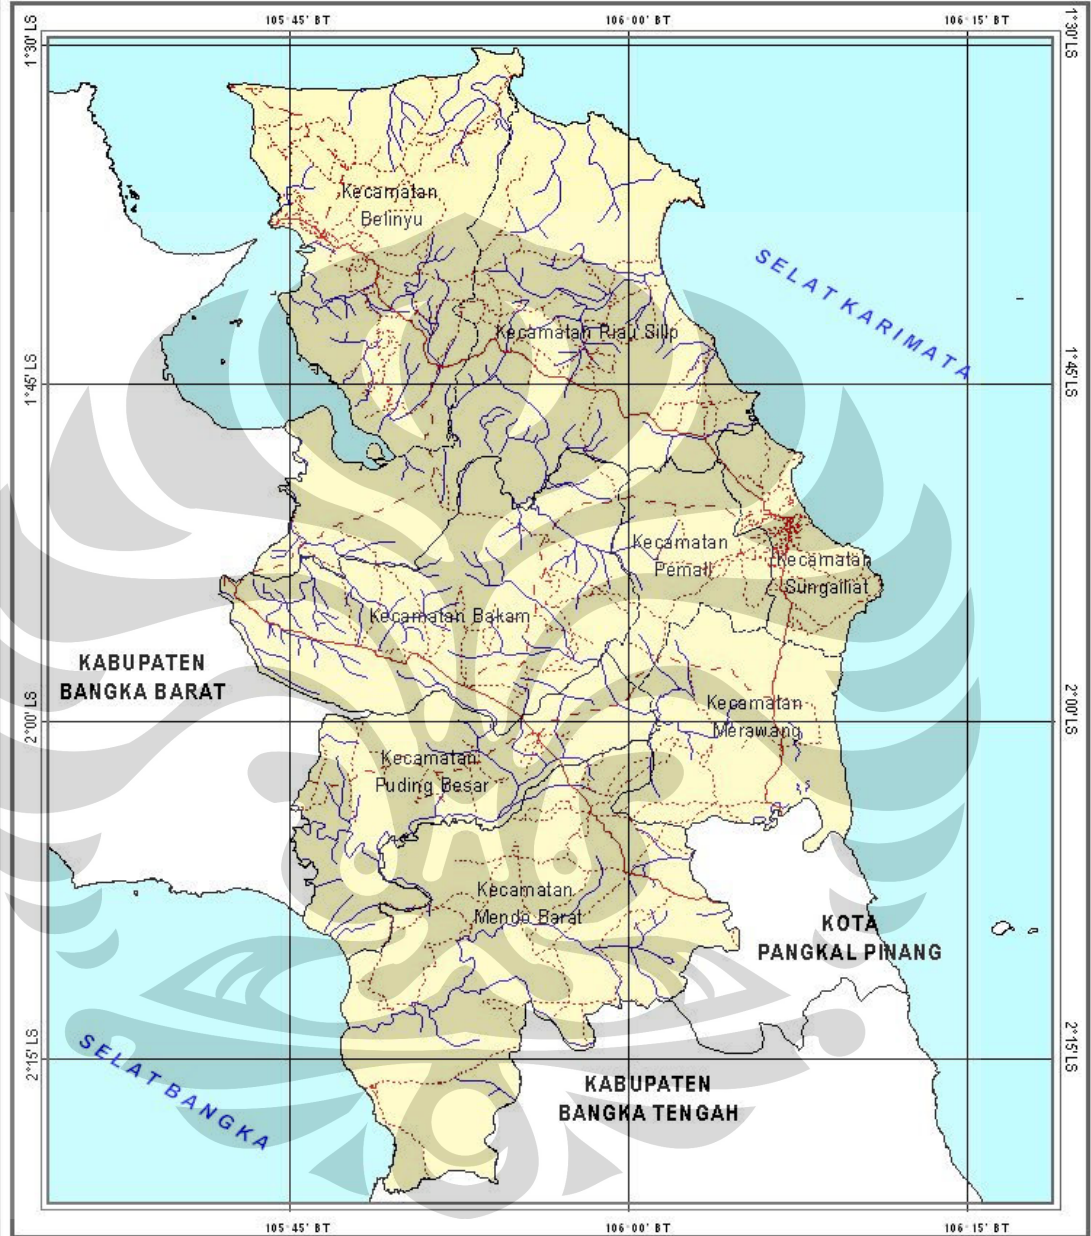 105°45' BT
106°00' BT
106°15' BT
1°30' LS
1°30' LS
Kecamatan
Belinyu
SELAT KARIMATA
Kecamatan Riau Silip
1°45' LS
1°45' LS
Kecamatan
Pemali
Kecamatan
Sungailiat
Kecamatan Bakam
KABUPATEN
BANGKA BARAT
Kecamatan
Merawang
2°00' LS
2°00' LS
Kecamatan
Puding Besar
Kecamatan
Mendo Barat
KOTA
PANGKAL PINANG
SELAT BANGKA
2°15' LS
2°15' LS
KABUPATEN
BANGKA TENGAH
105°45' BT
106°00' BT
106°15' BT